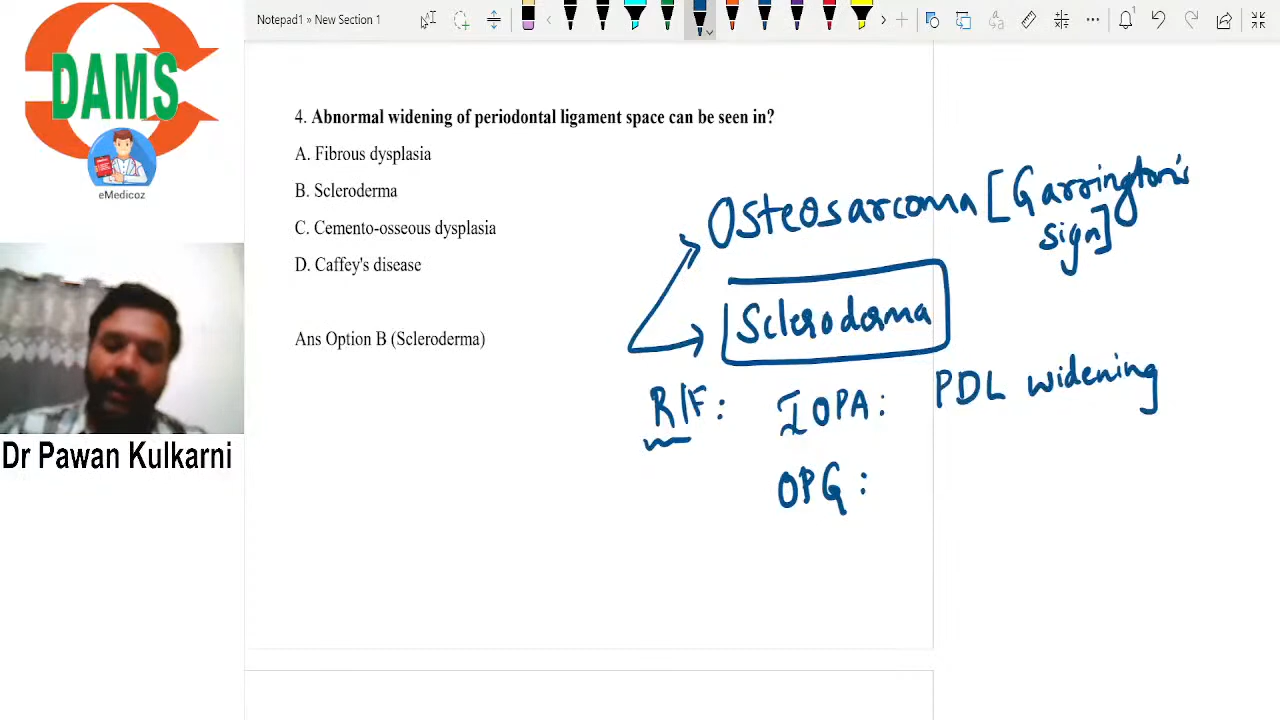 Notepad1 » New Section 1
DAMS
eMedicoz
4. Abnormal widening of periodontal ligament space can be seen in?
A. Fibrous dysplasia
B. Scleroderma
C. Cemento-osseous dysplasia
D. Caffey's disease
Ans Option B (Scleroderma)
Osteosarcoma [Garrington's
sign]
Scleroderma
R/F: IOPA: PDL widening
OPG:
Dr Pawan Kulkarni